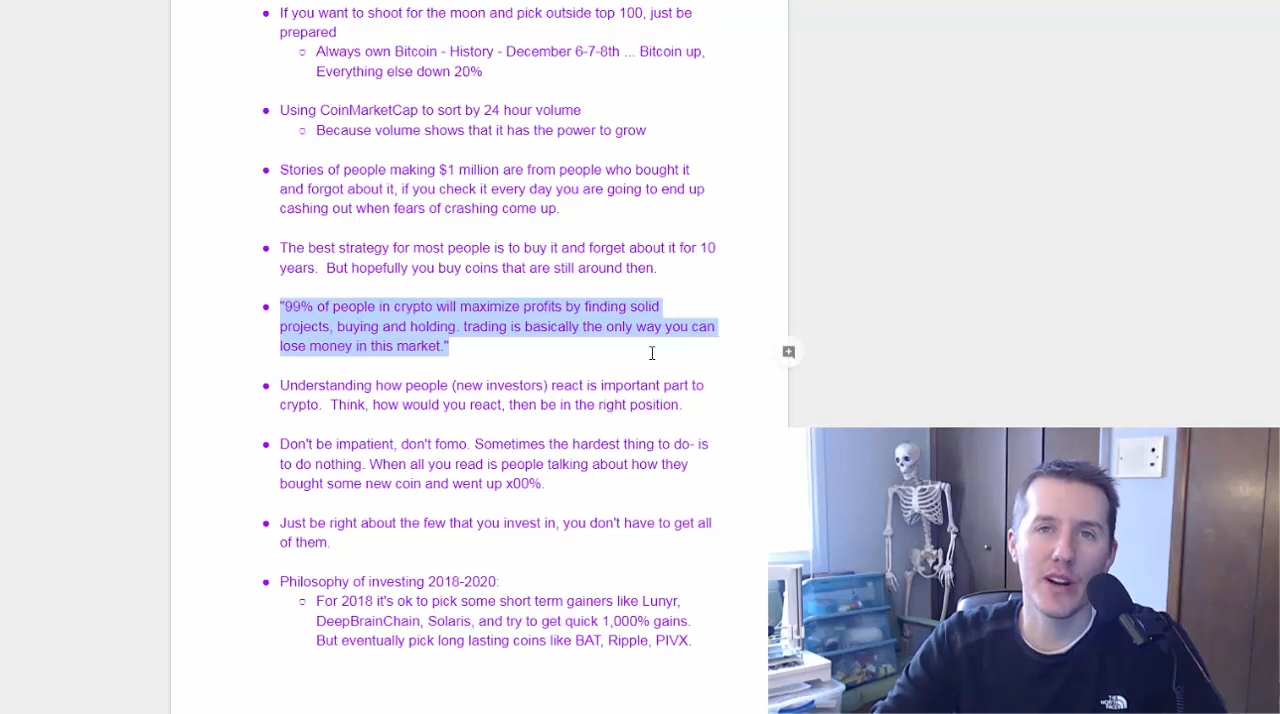 If you want to shoot for the moon and pick outside top 100, just be
prepared
Always own Bitcoin - History - December 6-7-8th ... Bitcoin up,
Everything else down 20%
Using CoinMarketCap to sort by 24 hour volume
Because volume shows that it has the power to grow
Stories of people making $1 million are from people who bought it
and forgot about it, if you check it every day you are going to end up
cashing out when fears of crashing come up.
The best strategy for most people is to buy it and forget about it for 10
years.  But hopefully you buy coins that are still around then.
"99% of people in crypto will maximize profits by finding solid
projects, buying and holding. trading is basically the only way you can
lose money in this market."
Understanding how people (new investors) react is important part to
crypto.  Think, how would you react, then be in the right position.
Don't be impatient, don't fomo. Sometimes the hardest thing to do- is
to do nothing. When all you read is people talking about how they
bought some new coin and went up x00%.
Just be right about the few that you invest in, you don't have to get all
of them.
Philosophy of investing 2018-2020:
For 2018 it's ok to pick some short term gainers like Lunyr,
DeepBrainChain, Solaris, and try to get quick 1,000% gains.
But eventually pick long lasting coins like BAT, Ripple, PIVX.
THE NORTH FACE